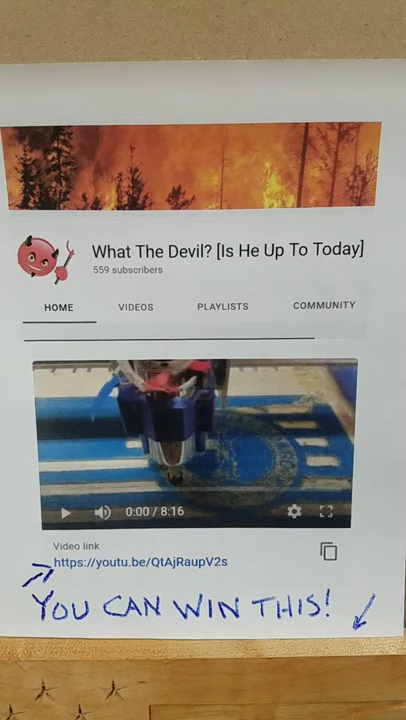 What The Devil? [Is He Up To Today]
559 subscribers
HOME VIDEOS PLAYLISTS COMMUNITY
0:00 / 8:16
Video link
https://youtu.be/QtAjRaupV2s
YOU CAN WIN THIS!